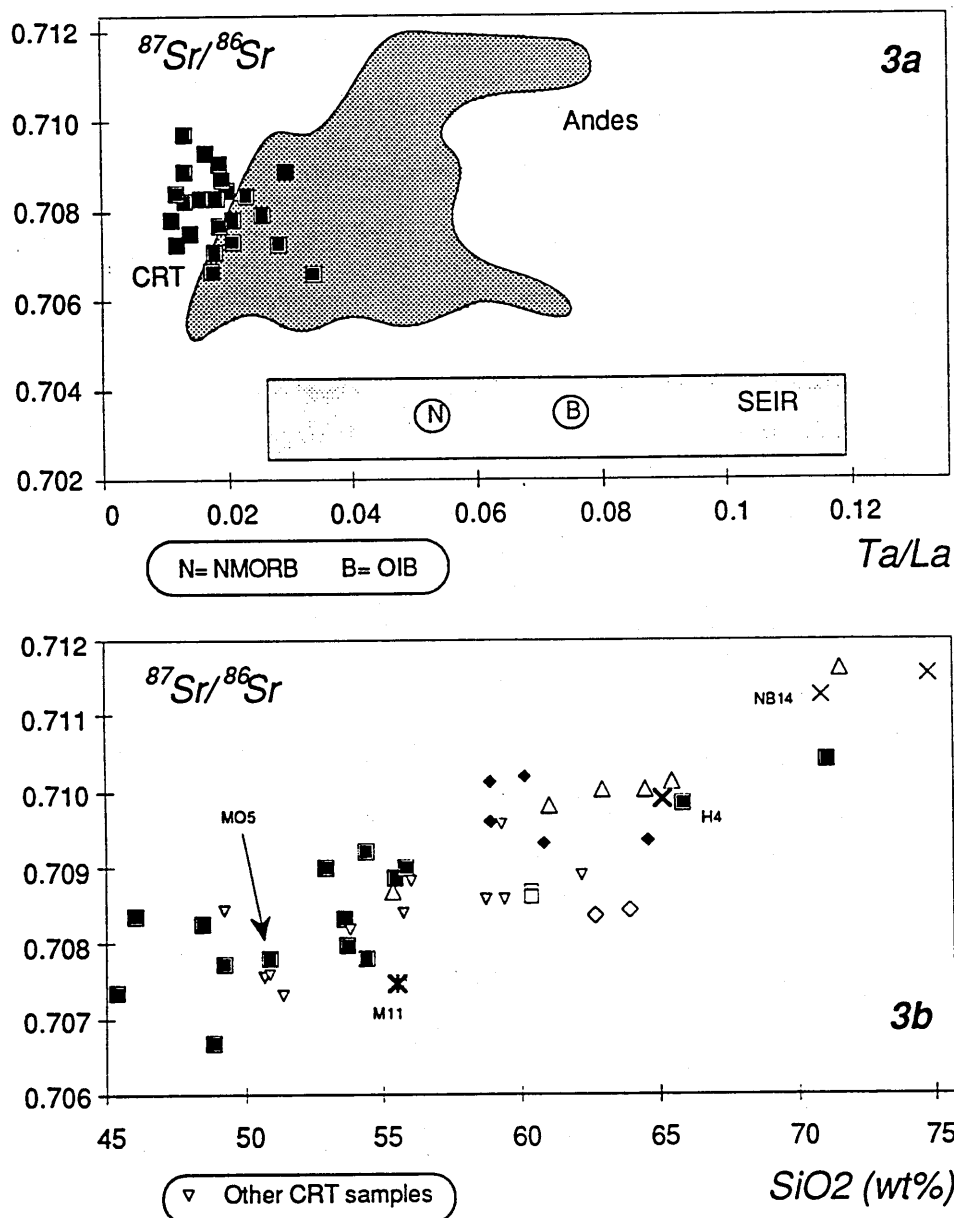 0.712
⁸⁷Sr/⁸⁶Sr
3a
0.710
Andes
0.708
CRT
0.706
0.704
N
B
SEIR
0.702
0
0.02
0.04
0.06
0.08
0.1
0.12
Ta/La
N= NMORB B= OIB
0.712
⁸⁷Sr/⁸⁶Sr
NB14
0.711
0.710
MO5
H4
0.709
0.708
M11
3b
0.707
0.706
45
50
55
60
65
70
75
▿ Other CRT samples
SiO2 (wt%)